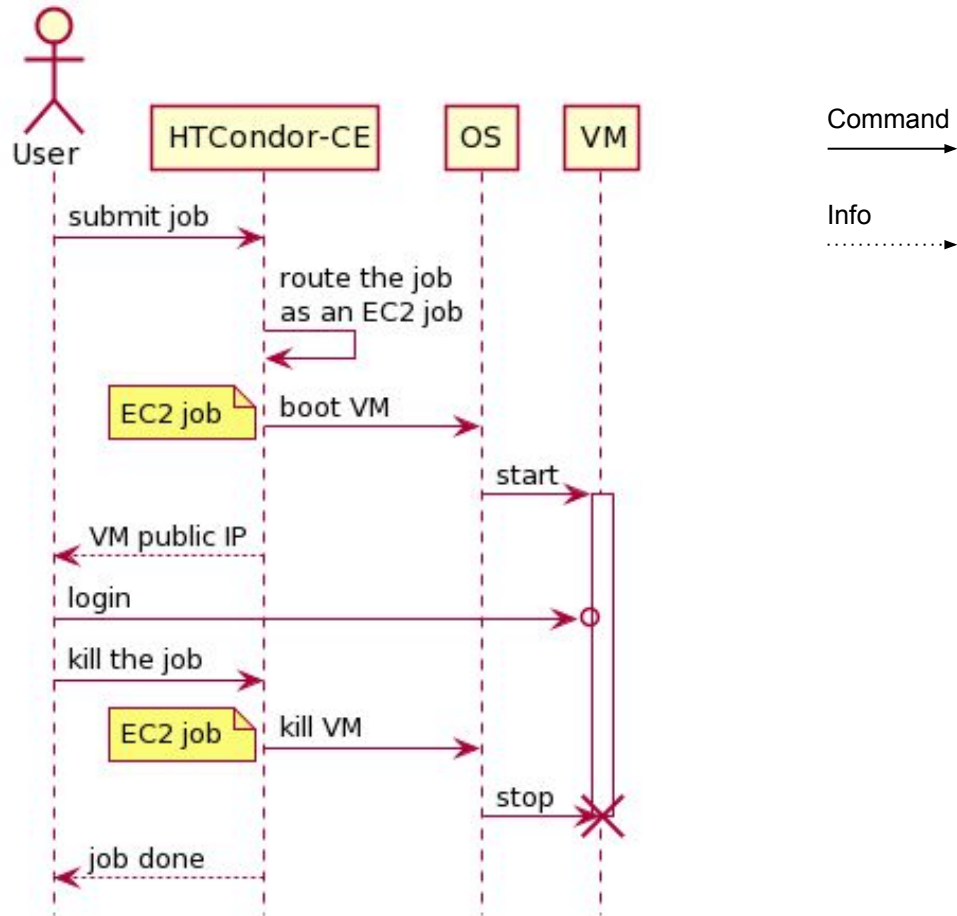 User
HTCondor-CE
OS
VM
Command
Info
submit job
route the job
as an EC2 job
EC2 job
boot VM
start
VM public IP
login
kill the job
EC2 job
kill VM
stop
job done